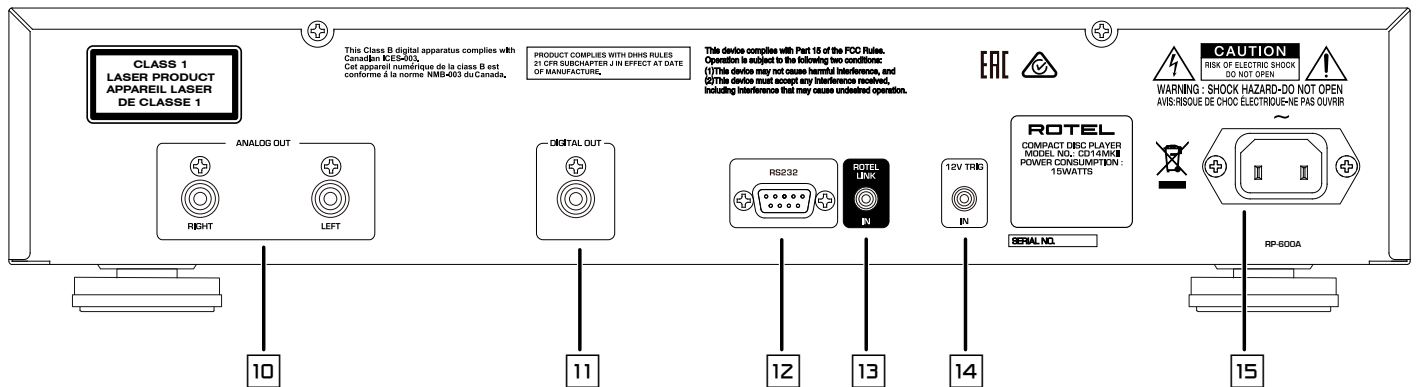 CLASS 1
LASER PRODUCT
APPAREIL LASER
DE CLASSE 1
This Class B digital apparatus complies with
Canadian ICES-003.
Cet appareil numérique de la class B est
conforme á la norme NMB-003 du Canada.
PRODUCT COMPLIES WITH DHHS RULES
21 CFR SUBCHAPTER J IN EFFECT AT DATE
OF MANUFACTURE.
This device complies with Part 15 of the FCC Rules.
Operation is subject to the following two conditions:
(1)This device may not cause harmful interference, and
(2)This device must accept any interference received,
including interference that may cause undesired operation.
EAC
CAUTION
RISK OF ELECTRIC SHOCK
DO NOT OPEN
WARNING : SHOCK HAZARD-DO NOT OPEN
AVIS:RISQUE DE CHOC ÉLECTRIQUE-NE PAS OUVRIR
~
ANALOG OUT
RIGHT
LEFT
DIGITAL OUT
RS232
ROTEL
LINK
IN
12V TRIG
IN
ROTEL
COMPACT DISC PLAYER
MODEL NO.: CD14MKII
POWER CONSUMPTION :
15WATTS
SERIAL NO.
RP-600A
10
11
12
13
14
15